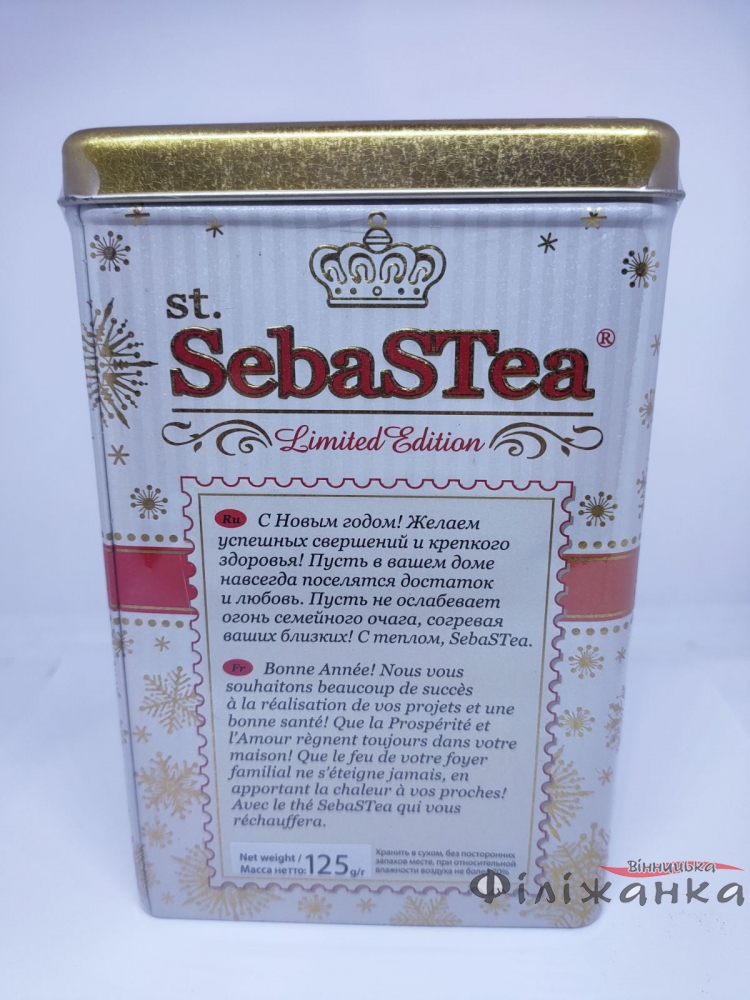 st.
SebaSTea®
Limited Edition
Ru С Новым годом! Желаем
успешных свершений и крепкого
здоровья! Пусть в вашем доме
навсегда поселятся достаток
и любовь. Пусть не ослабевает
огонь семейного очага, согревая
ваших близких! С теплом, SebaSTea.
Fr Bonne Année! Nous vous
souhaitons beaucoup de succès
à la réalisation de vos projets et une
bonne santé! Que la Prospérité et
l'Amour règnent toujours dans votre
maison! Que le feu de votre foyer
familial ne s'éteigne jamais, en
apportant la chaleur à vos proches!
Avec le thé SebaSTea qui vous
réchauffera.
Net weight /
Масса нетто: 125g/г
Хранить в сухом, без посторонних
запахов месте, при относительной
влажности воздуха не более
Вінницька
Філіжанка